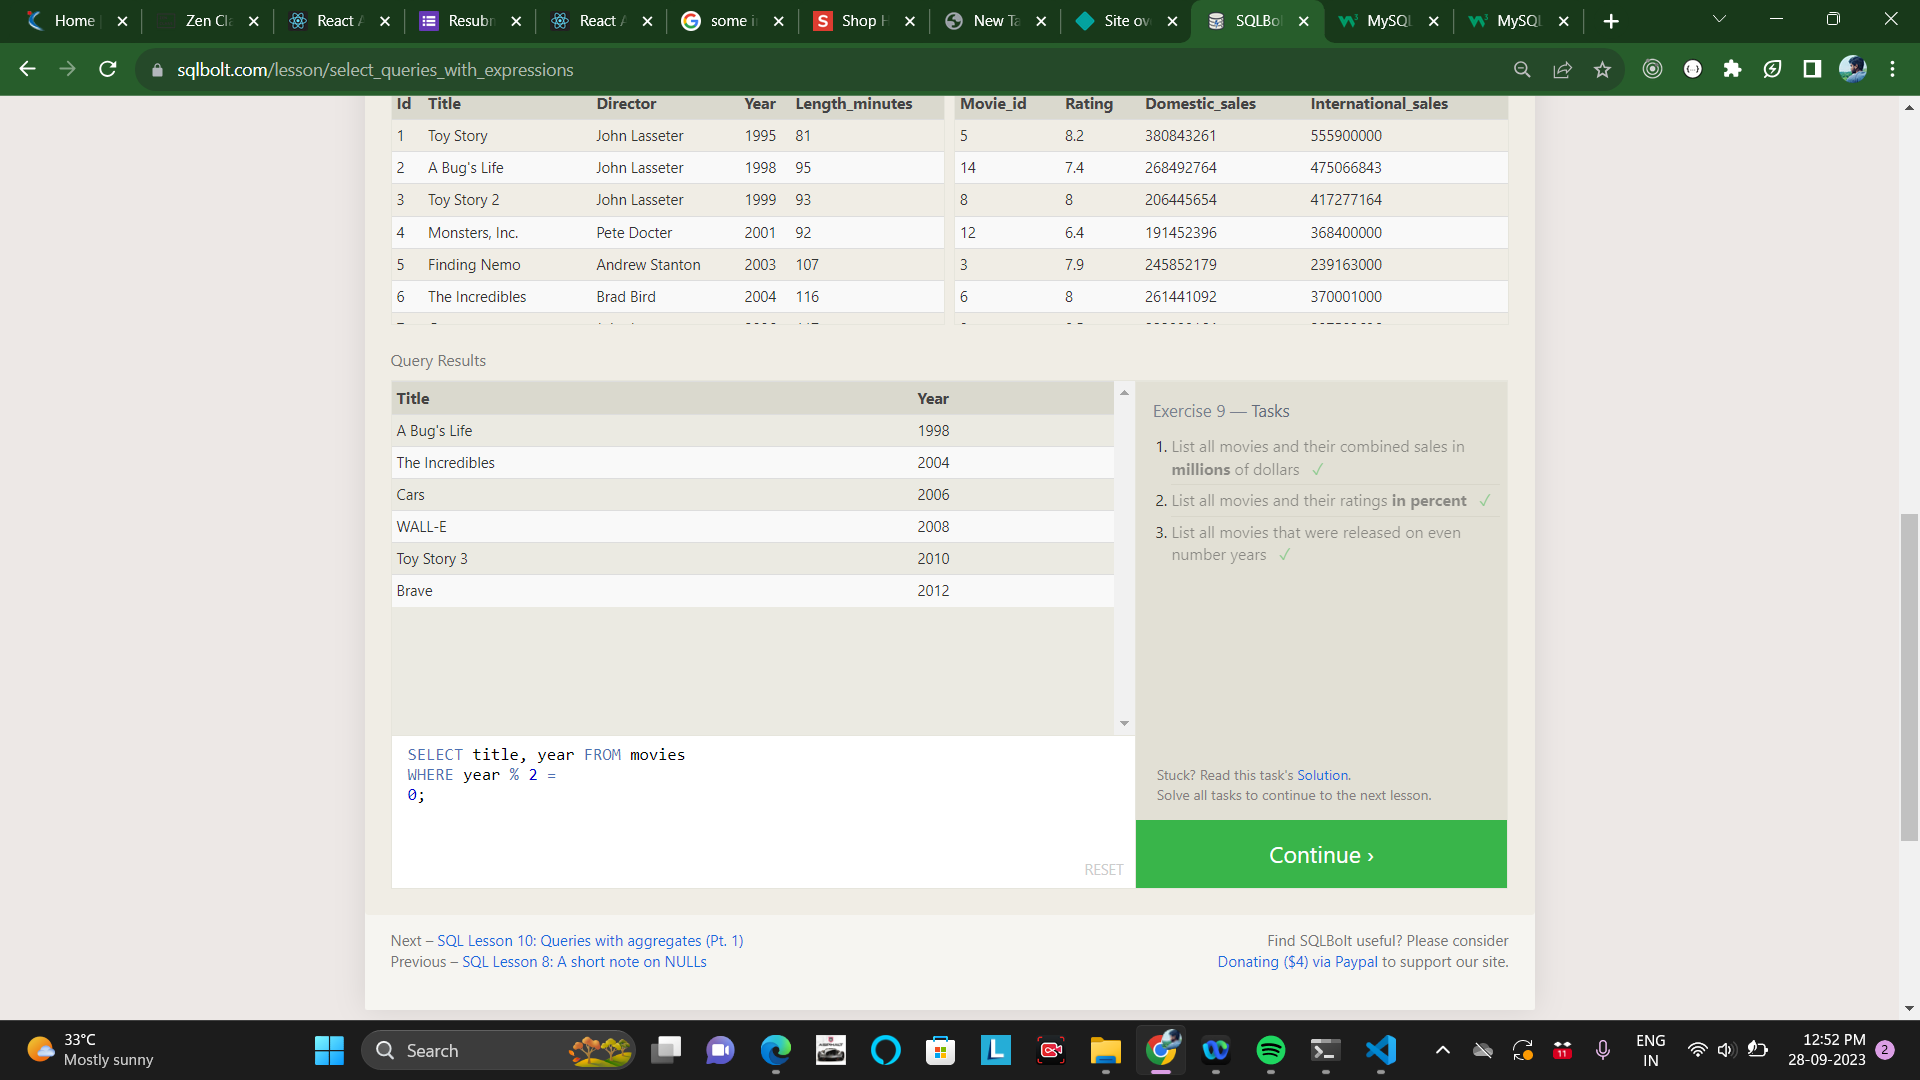 Home
Zen Cla
React A
Resubm
React A
some i
Shop H
New Ta
Site ov
SQLBol
MySQL
MySQL
sqlbolt.com/lesson/select_queries_with_expressions
Id Title Director Year Length_minutes
1 Toy Story John Lasseter 1995 81
2 A Bug's Life John Lasseter 1998 95
3 Toy Story 2 John Lasseter 1999 93
4 Monsters, Inc. Pete Docter 2001 92
5 Finding Nemo Andrew Stanton 2003 107
6 The Incredibles Brad Bird 2004 116
Movie_id Rating Domestic_sales International_sales
5 8.2 380843261 555900000
14 7.4 268492764 475066843
8 8 206445654 417277164
12 6.4 191452396 368400000
3 7.9 245852179 239163000
6 8 261441092 370001000
Query Results
Title Year
A Bug's Life 1998
The Incredibles 2004
Cars 2006
WALL-E 2008
Toy Story 3 2010
Brave 2012
SELECT title, year FROM movies
WHERE year % 2 =
0;
RESET
Exercise 9 — Tasks
1. List all movies and their combined sales in
millions of dollars ✓
2. List all movies and their ratings in percent ✓
3. List all movies that were released on even
number years ✓
Stuck? Read this task's Solution.
Solve all tasks to continue to the next lesson.
Continue ›
Next – SQL Lesson 10: Queries with aggregates (Pt. 1)
Previous – SQL Lesson 8: A short note on NULLs
Find SQLBolt useful? Please consider
Donating ($4) via Paypal to support our site.
33°C
Mostly sunny
Search
11
ENG
IN
12:52 PM
28-09-2023
2